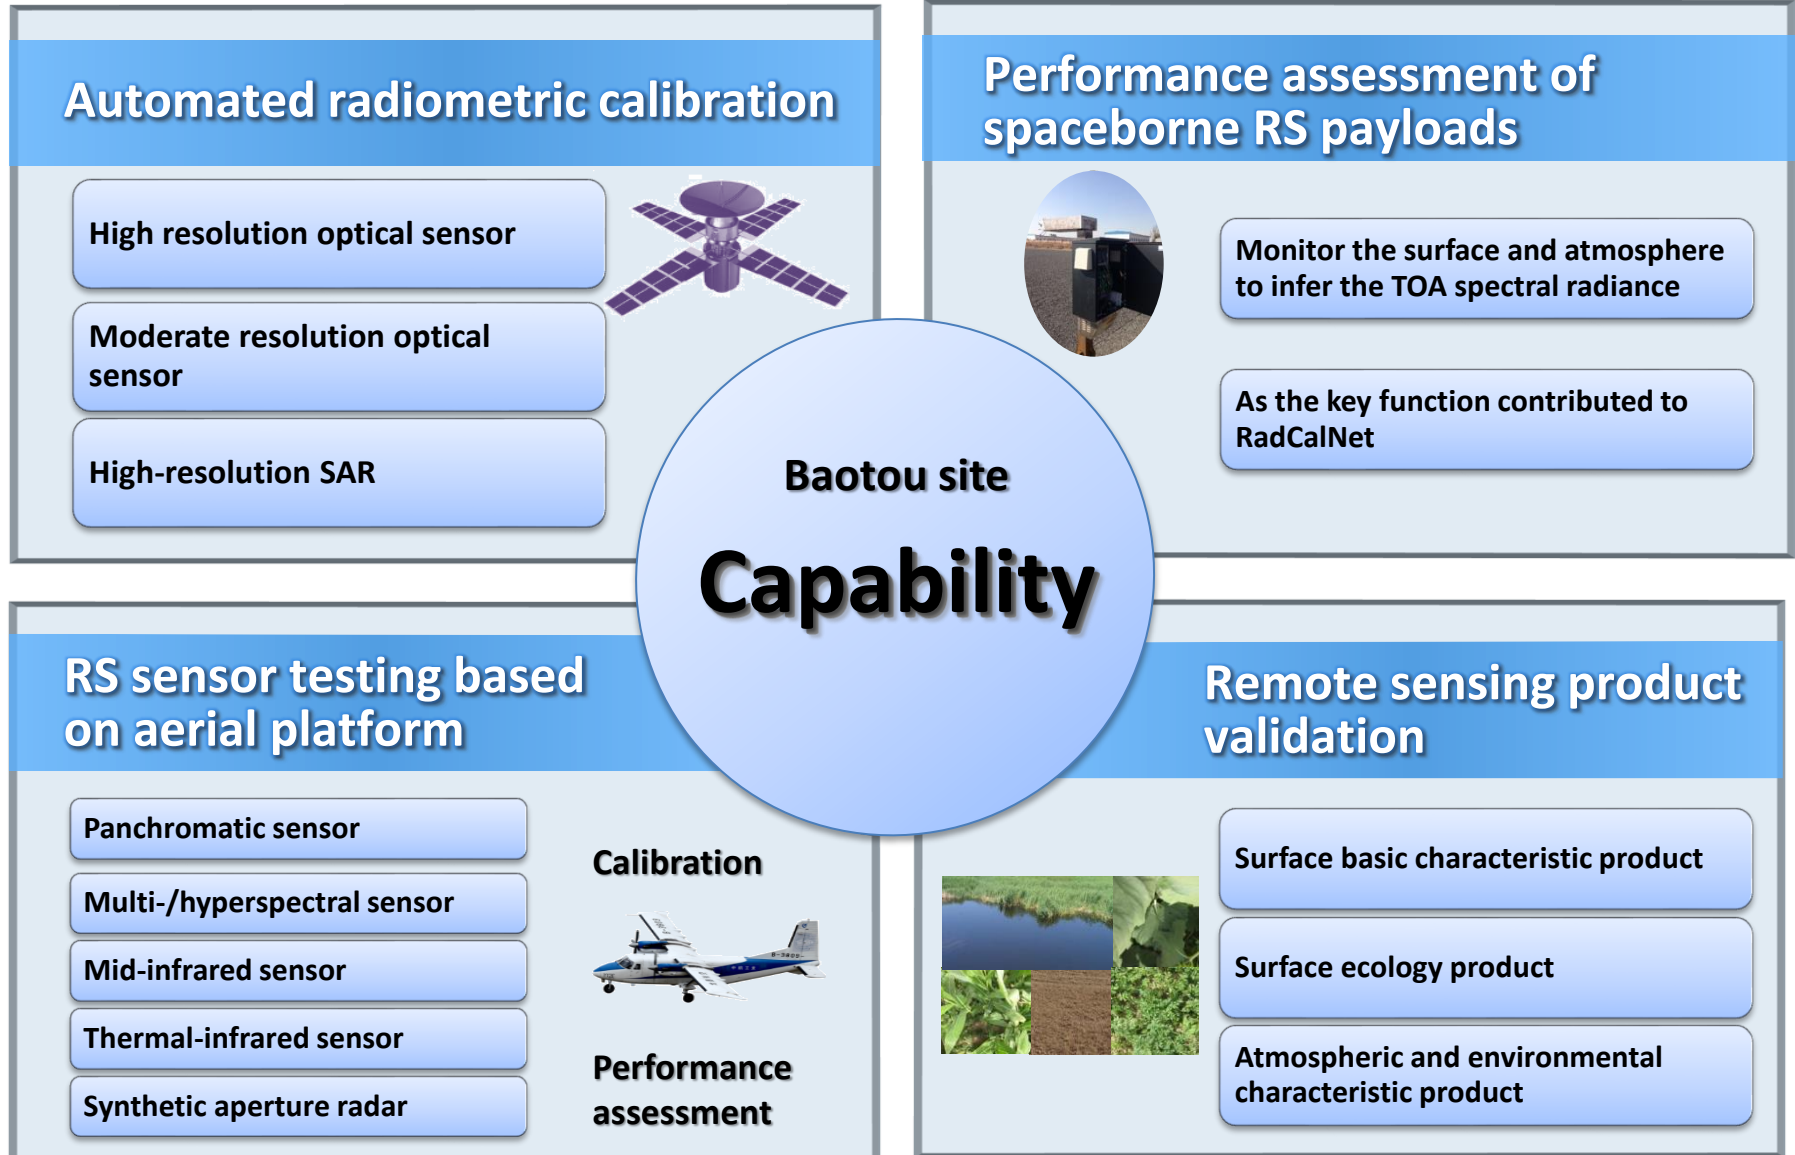 Automated radiometric calibration
High resolution optical sensor
Moderate resolution optical
sensor
High-resolution SAR
Performance assessment of
spaceborne RS payloads
Monitor the surface and atmosphere
to infer the TOA spectral radiance
As the key function contributed to
RadCalNet
Baotou site
Capability
RS sensor testing based
on aerial platform
Panchromatic sensor
Multi-/hyperspectral sensor
Mid-infrared sensor
Thermal-infrared sensor
Synthetic aperture radar
Calibration
Performance
assessment
Remote sensing product
validation
Surface basic characteristic product
Surface ecology product
Atmospheric and environmental
characteristic product